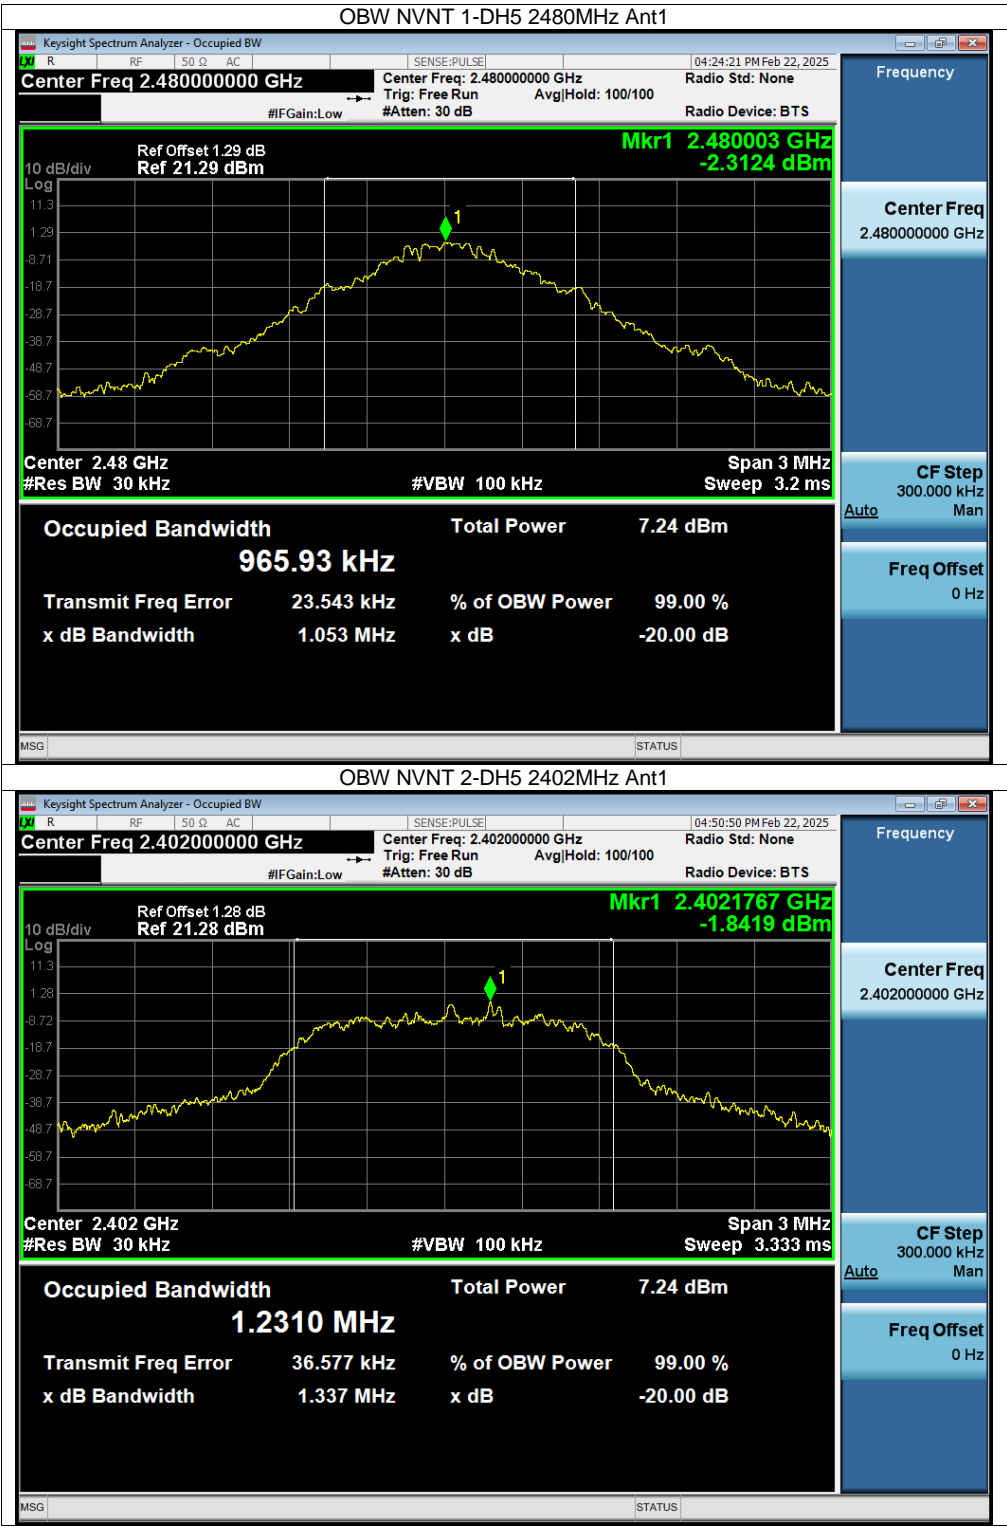 OBW NVNT 1-DH5 2480MHz Ant1
Keysight Spectrum Analyzer - Occupied BW
LXI R RF 50 Ω AC SENSE:PULSE 04:24:21 PM Feb 22, 2025
Center Freq 2.480000000 GHz
Center Freq: 2.480000000 GHz
Radio Std: None
Trig: Free Run Avg|Hold: 100/100
#IFGain:Low #Atten: 30 dB Radio Device: BTS
Mkr1 2.480003 GHz
-2.3124 dBm
Ref Offset 1.29 dB
10 dB/div Ref 21.29 dBm
Log
11.3
1
1.29
-8.71
-18.7
-28.7
-38.7
-48.7
-58.7
-68.7
Center 2.48 GHz Span 3 MHz
#Res BW 30 kHz #VBW 100 kHz Sweep 3.2 ms
Occupied Bandwidth Total Power 7.24 dBm
965.93 kHz
Transmit Freq Error 23.543 kHz % of OBW Power 99.00 %
x dB Bandwidth 1.053 MHz x dB -20.00 dB
MSG STATUS
Frequency
Center Freq
2.480000000 GHz
CF Step
300.000 kHz
Auto Man
Freq Offset
0 Hz
OBW NVNT 2-DH5 2402MHz Ant1
Keysight Spectrum Analyzer - Occupied BW
LXI R RF 50 Ω AC SENSE:PULSE 04:50:50 PM Feb 22, 2025
Center Freq 2.402000000 GHz
Center Freq: 2.402000000 GHz
Radio Std: None
Trig: Free Run Avg|Hold: 100/100
#IFGain:Low #Atten: 30 dB Radio Device: BTS
Mkr1 2.4021767 GHz
-1.8419 dBm
Ref Offset 1.28 dB
10 dB/div Ref 21.28 dBm
Log
11.3
1
1.28
-8.72
-18.7
-28.7
-38.7
-48.7
-58.7
-68.7
Center 2.402 GHz Span 3 MHz
#Res BW 30 kHz #VBW 100 kHz Sweep 3.333 ms
Occupied Bandwidth Total Power 7.24 dBm
1.2310 MHz
Transmit Freq Error 36.577 kHz % of OBW Power 99.00 %
x dB Bandwidth 1.337 MHz x dB -20.00 dB
MSG STATUS
Frequency
Center Freq
2.402000000 GHz
CF Step
300.000 kHz
Auto Man
Freq Offset
0 Hz